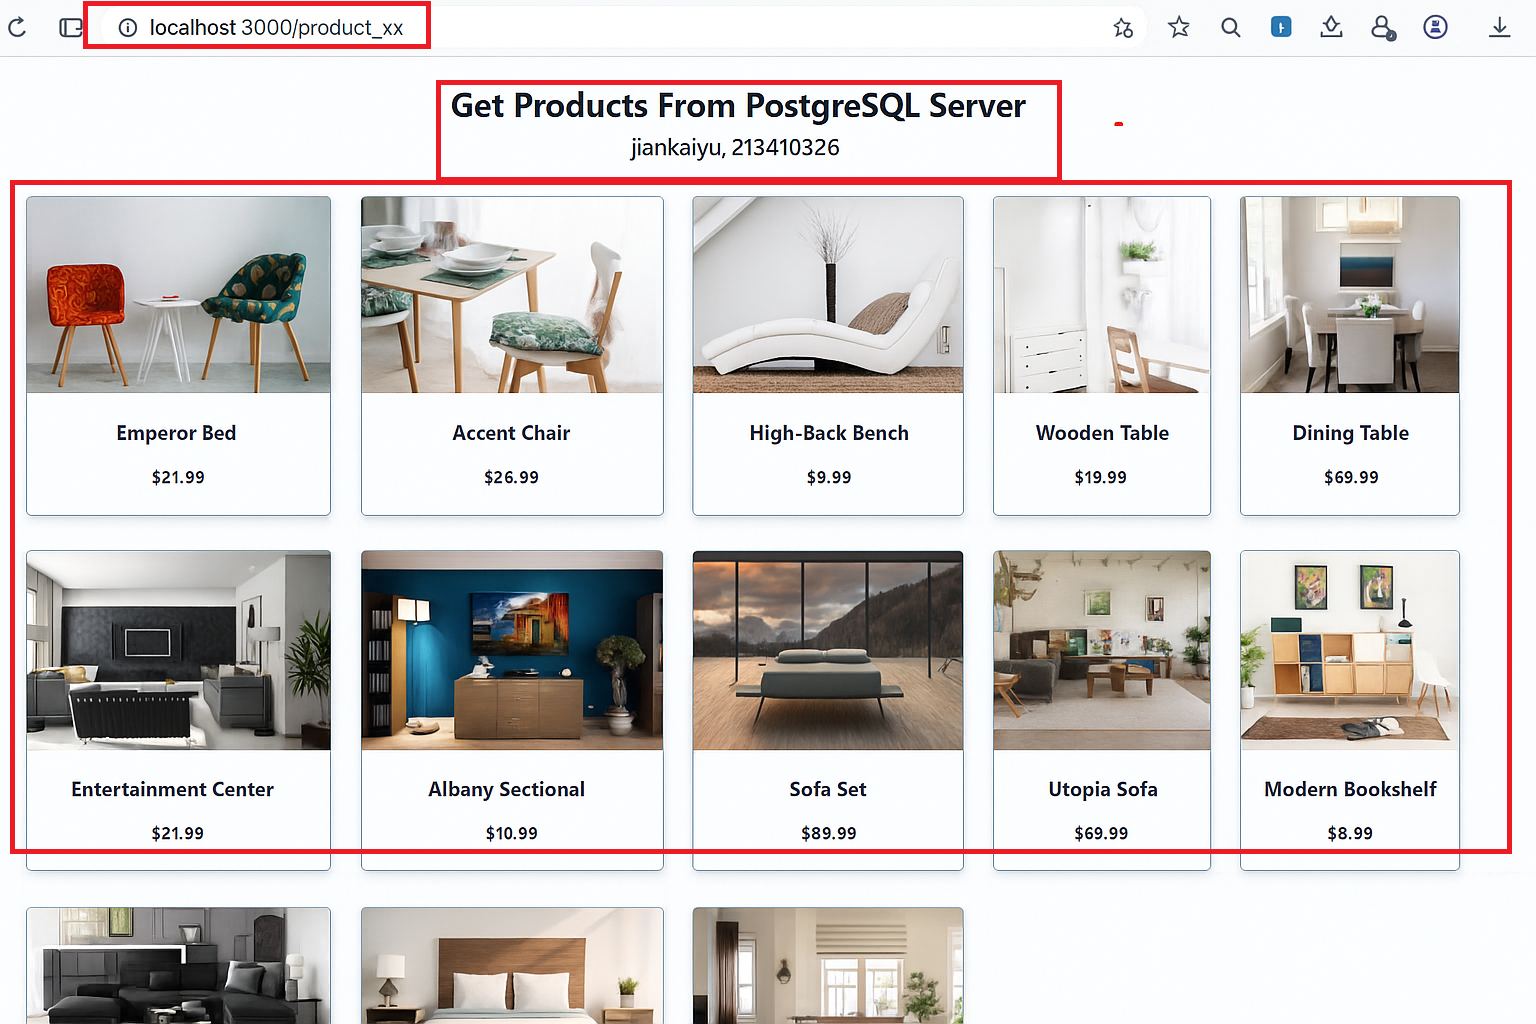 localhost 3000/product_xx
Get Products From PostgreSQL Server
jiankaiyu, 213410326
Emperor Bed
$21.99
Accent Chair
$26.99
High-Back Bench
$9.99
Wooden Table
$19.99
Dining Table
$69.99
Entertainment Center
$21.99
Albany Sectional
$10.99
Sofa Set
$89.99
Utopia Sofa
$69.99
Modern Bookshelf
$8.99